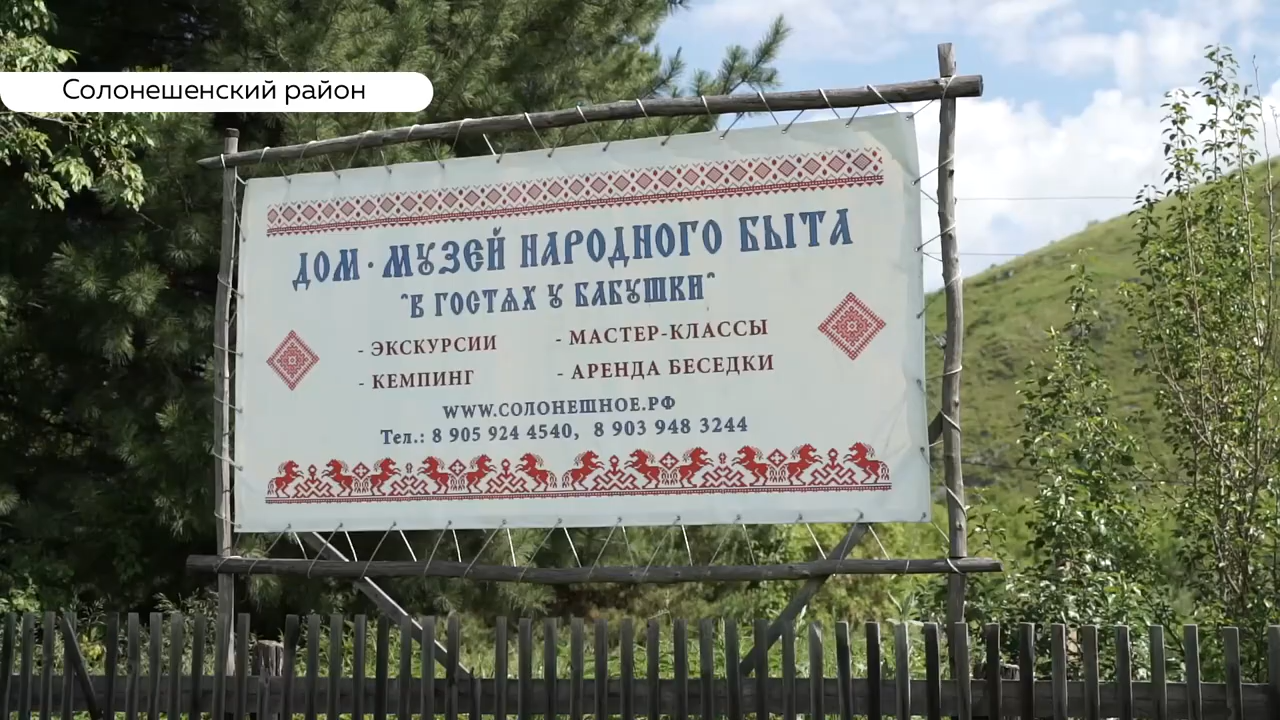 Солонешенский район
ДОМ·МУЗЕЙ НАРОДНОГО БЫТА
"В ГОСТЯХ У БАБУШКИ"
- ЭКСКУРСИИ - МАСТЕР-КЛАССЫ
- КЕМПИНГ - АРЕНДА БЕСЕДКИ
WWW.СОЛОНЕШНОЕ.РФ
Тел.: 8 905 924 4540, 8 903 948 3244